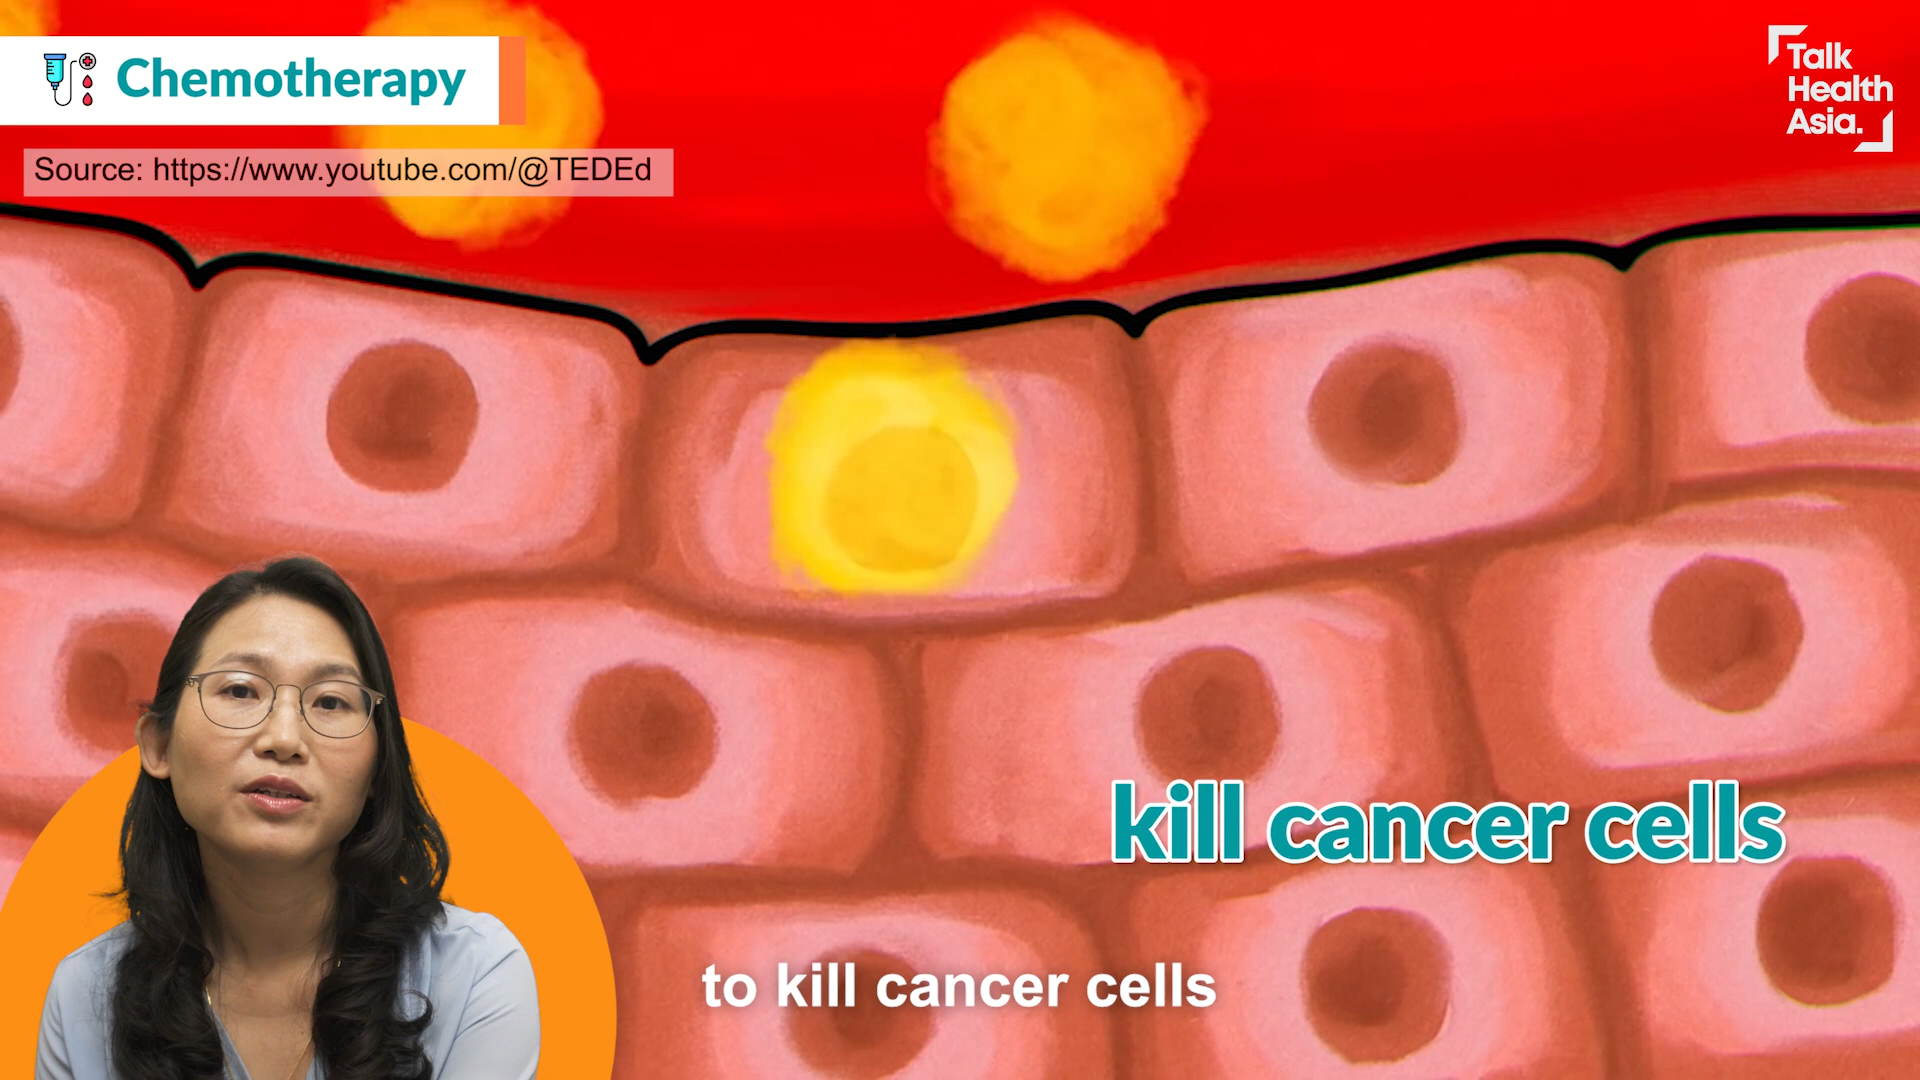 Chemotherapy
Source: https://www.youtube.com/@TEDEd
Talk
Health
Asia.
kill cancer cells
to kill cancer cells